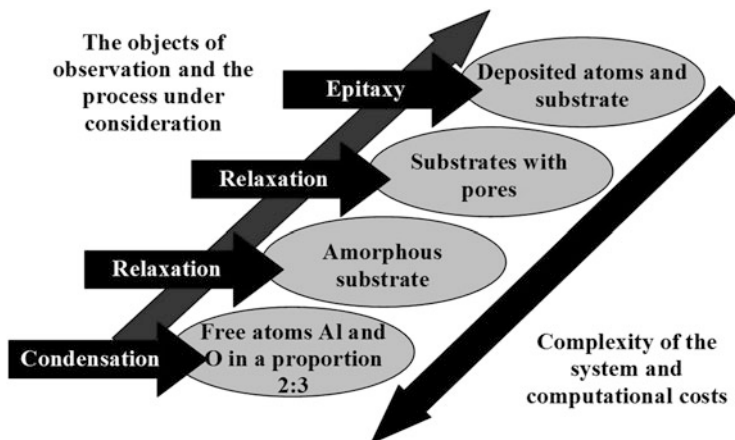 The objects of
observation and the
process under
consideration
Epitaxy
Deposited atoms and
substrate
Relaxation
Substrates with
pores
Relaxation
Amorphous
substrate
Condensation
Free atoms Al and
O in a proportion
2:3
Complexity of the
system and
computational costs